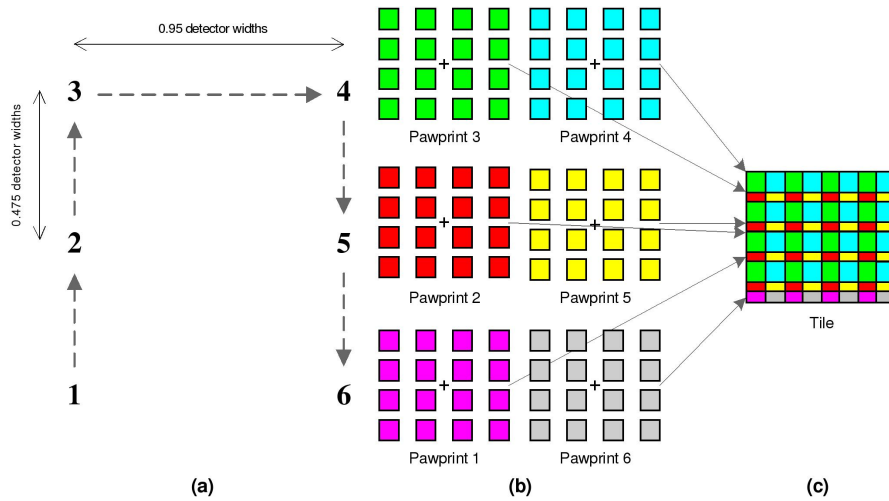 0.95 detector widths
0.475 detector widths
3
4
2
5
1
6
+
+
Pawprint 3
Pawprint 4
+
+
Pawprint 2
Pawprint 5
Tile
+
+
Pawprint 1
Pawprint 6
(a)
(b)
(c)